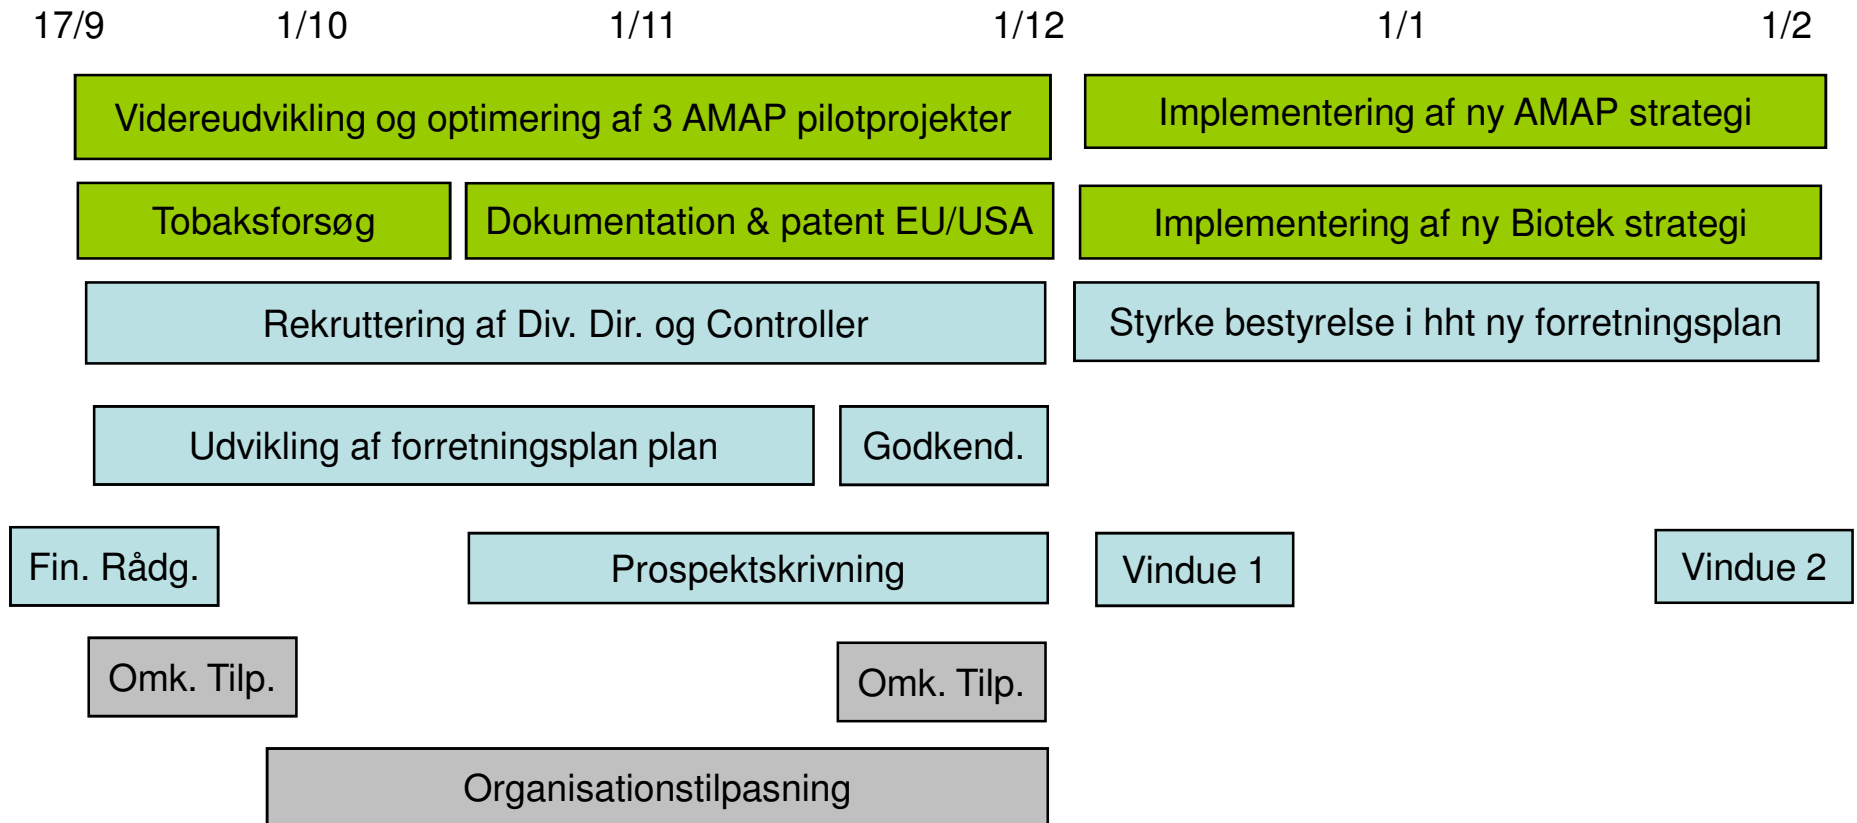 17/9 1/10 1/11 1/12 1/1 1/2
Videreudvikling og optimering af 3 AMAP pilotprojekter Implementering af ny AMAP strategi
Tobaksforsøg Dokumentation & patent EU/USA Implementering af ny Biotek strategi
Rekruttering af Div. Dir. og Controller Styrke bestyrelse i hht ny forretningsplan
Udvikling af forretningsplan plan Godkend.
Fin. Rådg. Prospektskrivning Vindue 1 Vindue 2
Omk. Tilp. Omk. Tilp.
Organisationstilpasning